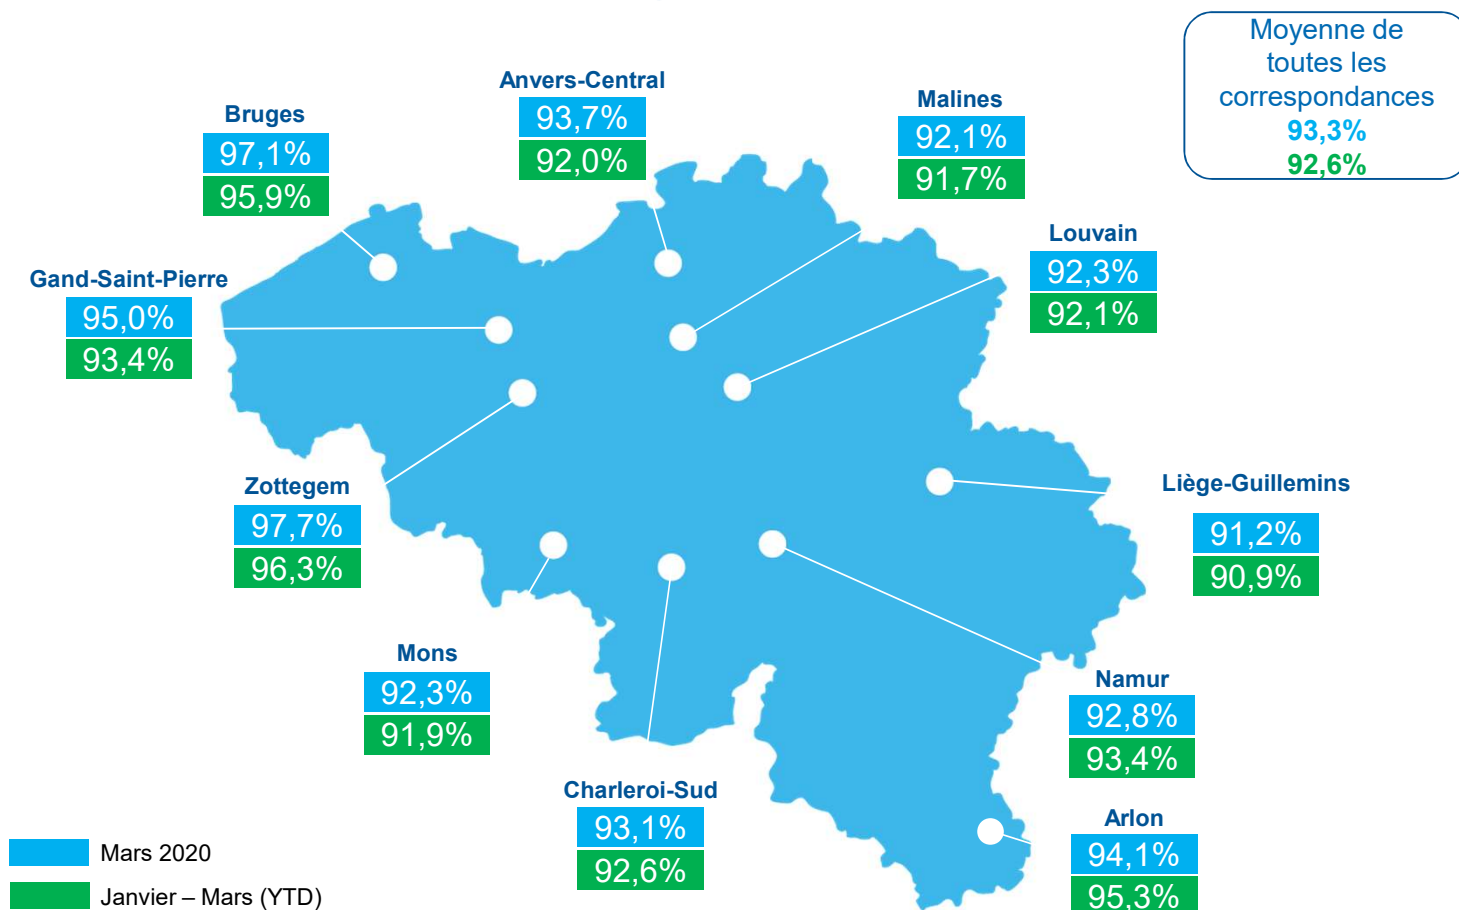 Moyenne de
toutes les
correspondances
93,3%
92,6%
Anvers-Central
93,7%
92,0%
Malines
92,1%
91,7%
Bruges
97,1%
95,9%
Louvain
92,3%
92,1%
Gand-Saint-Pierre
95,0%
93,4%
Zottegem
97,7%
96,3%
Liège-Guillemins
91,2%
90,9%
Mons
92,3%
91,9%
Namur
92,8%
93,4%
Charleroi-Sud
93,1%
92,6%
Arlon
94,1%
95,3%
Mars 2020
Janvier – Mars (YTD)